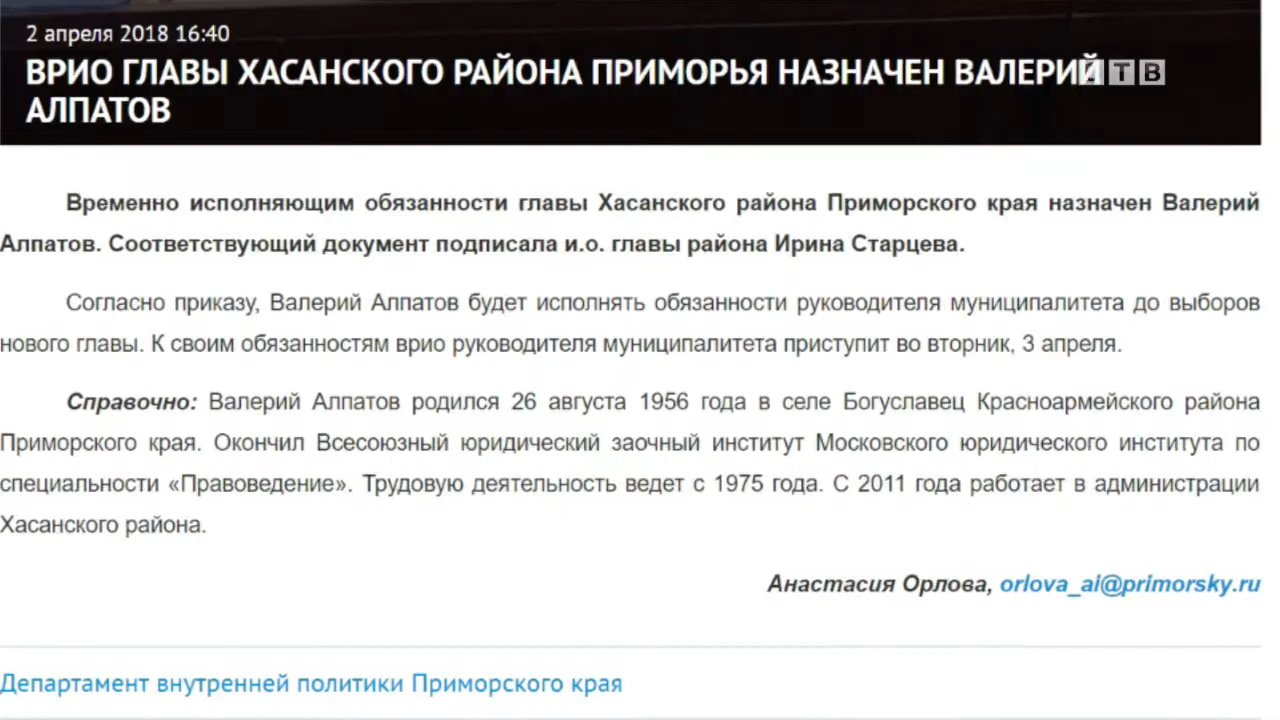 2 апреля 2018 16:40
ВРИО ГЛАВЫ ХАСАНСКОГО РАЙОНА ПРИМОРЬЯ НАЗНАЧЕН ВАЛЕРИЙ ТВ
АЛПАТОВ
Временно исполняющим обязанности главы Хасанского района Приморского края назначен Валерий
Алпатов. Соответствующий документ подписала и.о. главы района Ирина Старцева.
Согласно приказу, Валерий Алпатов будет исполнять обязанности руководителя муниципалитета до выборов
нового главы. К своим обязанностям врио руководителя муниципалитета приступит во вторник, 3 апреля.
Справочно: Валерий Алпатов родился 26 августа 1956 года в селе Богуславец Красноармейского района
Приморского края. Окончил Всесоюзный юридический заочный институт Московского юридического института по
специальности «Правоведение». Трудовую деятельность ведет с 1975 года. С 2011 года работает в администрации
Хасанского района.
Анастасия Орлова, orlova_ai@primorsky.ru
Департамент внутренней политики Приморского края